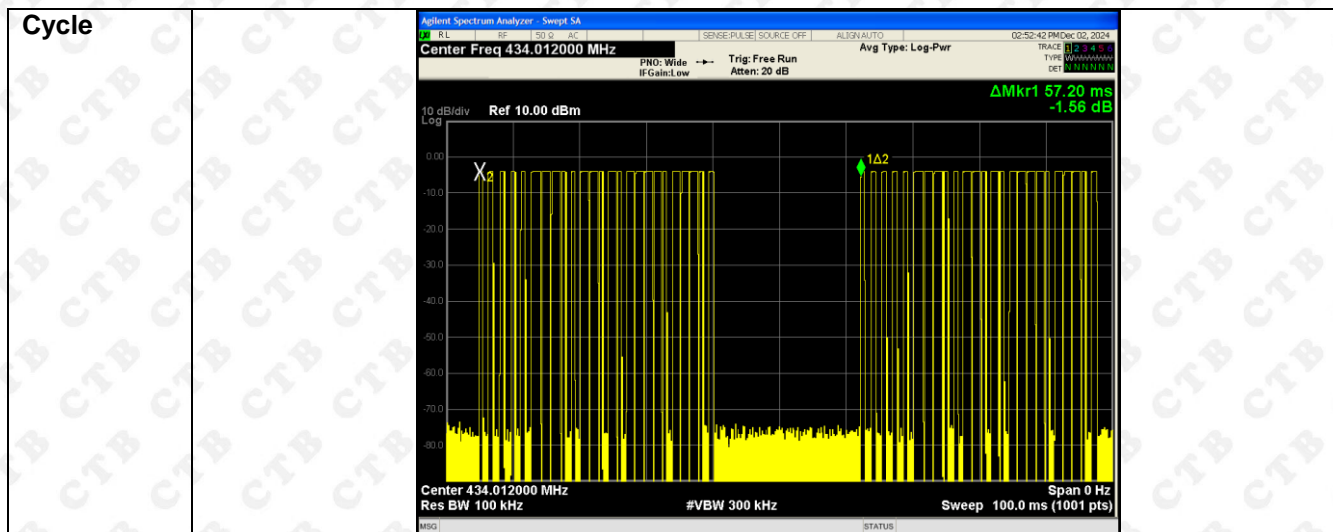 Cycle
Agilent Spectrum Analyzer - Swept SA
RL RF 50 Ω AC SENSE:PULSE SOURCE OFF ALIGN AUTO 02:52:42 PM Dec 02, 2024
Center Freq 434.012000 MHz
PNO: Wide
IFGain:Low
Trig: Free Run
Atten: 20 dB
Avg Type: Log-Pwr
TRACE 1 2 3 4 5 6
TYPE W
DET N N N N N N
ΔMkr1 57.20 ms
-1.56 dB
10 dB/div
Log
Ref 10.00 dBm
0.00
-10.0
-20.0
-30.0
-40.0
-50.0
-60.0
-70.0
-80.0
X2
1Δ2
Center 434.012000 MHz
Res BW 100 kHz
#VBW 300 kHz
Span 0 Hz
Sweep 100.0 ms (1001 pts)
MSG
STATUS
CTB